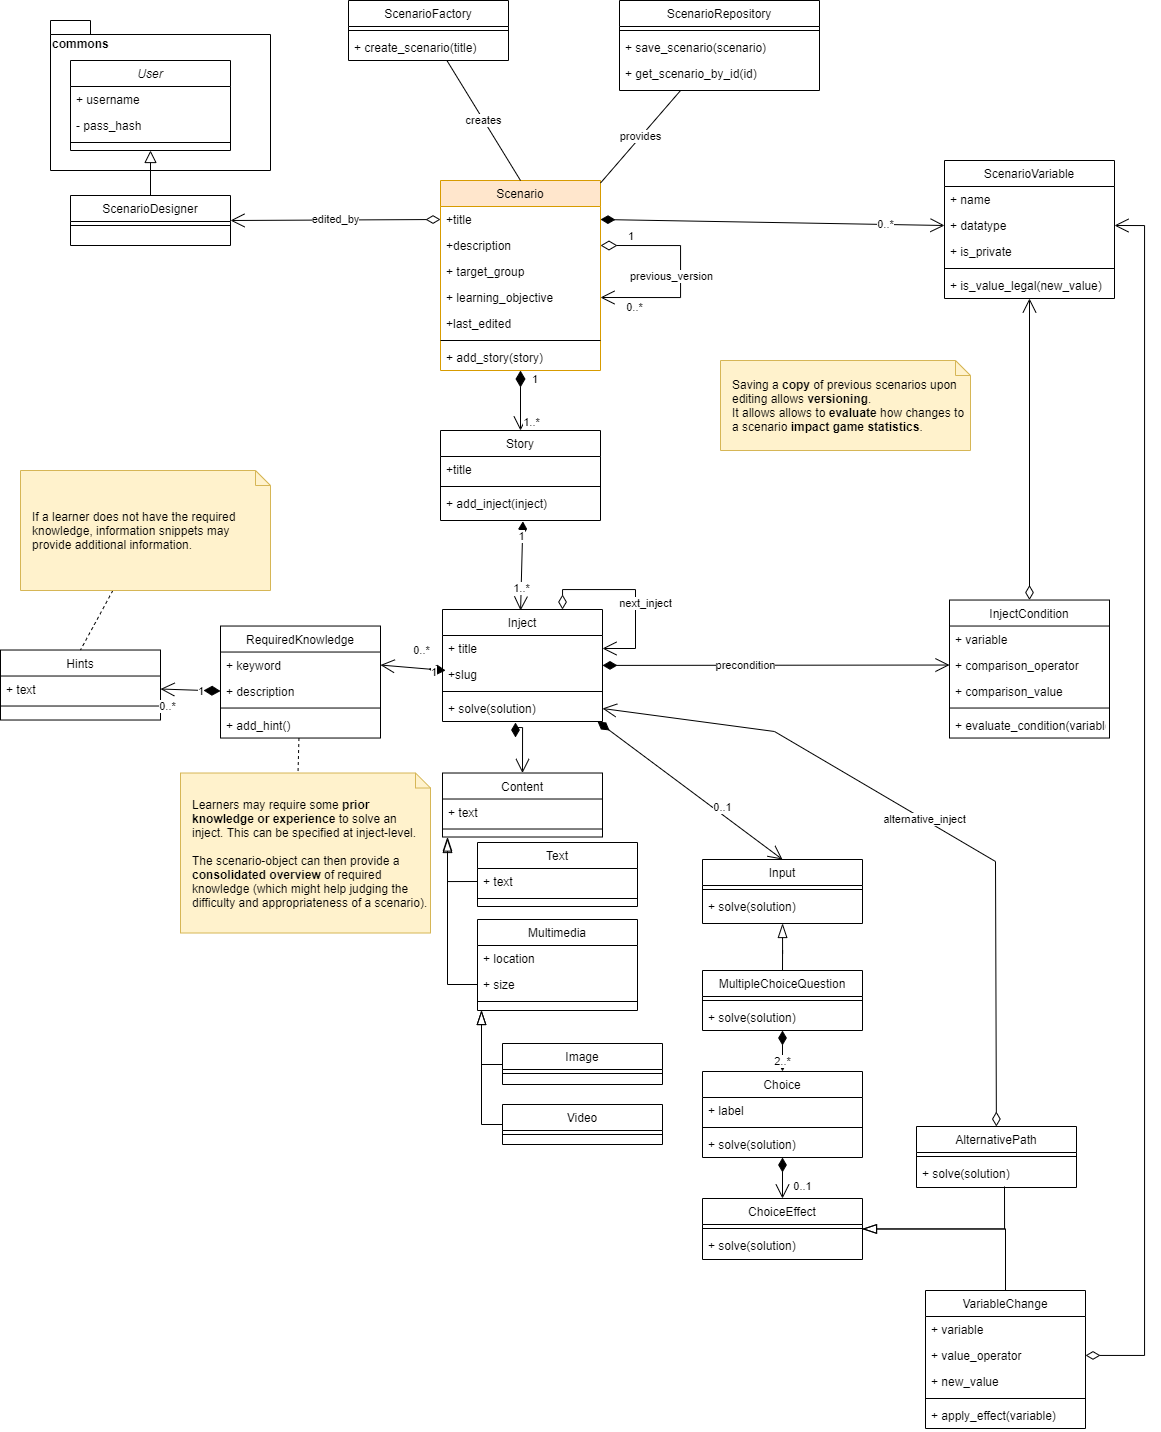 ScenarioFactory
+ create_scenario(title)
ScenarioRepository
+ save_scenario(scenario)
+ get_scenario_by_id(id)
commons
User
+ username
- pass_hash
creates
provides
ScenarioDesigner
edited_by
Scenario
+title
+description
+ target_group
+ learning_objective
+last_edited
+ add_story(story)
0..*
1
previous_version
0..*
ScenarioVariable
+ name
+ datatype
+ is_private
+ is_value_legal(new_value)
1
1..*
Saving a copy of previous scenarios upon
editing allows versioning.
It allows allows to evaluate how changes to
a scenario impact game statistics.
Story
+title
+ add_inject(inject)
If a learner does not have the required
knowledge, information snippets may
provide additional information.
1
1..*
next_inject
Inject
+ title
+slug
+ solve(solution)
InjectCondition
+ variable
+ comparison_operator
+ comparison_value
+ evaluate_condition(variabl
precondition
RequiredKnowledge
+ keyword
+ description
+ add_hint()
0..*
1
Hints
+ text
1
0..*
Learners may require some prior
knowledge or experience to solve an
inject. This can be specified at inject-level.
The scenario-object can then provide a
consolidated overview of required
knowledge (which might help judging the
difficulty and appropriateness of a scenario).
Content
+ text
0..1
alternative_inject
Text
+ text
Multimedia
+ location
+ size
Image
Video
Input
+ solve(solution)
MultipleChoiceQuestion
+ solve(solution)
2..*
Choice
+ label
+ solve(solution)
0..1
ChoiceEffect
+ solve(solution)
AlternativePath
+ solve(solution)
VariableChange
+ variable
+ value_operator
+ new_value
+ apply_effect(variable)